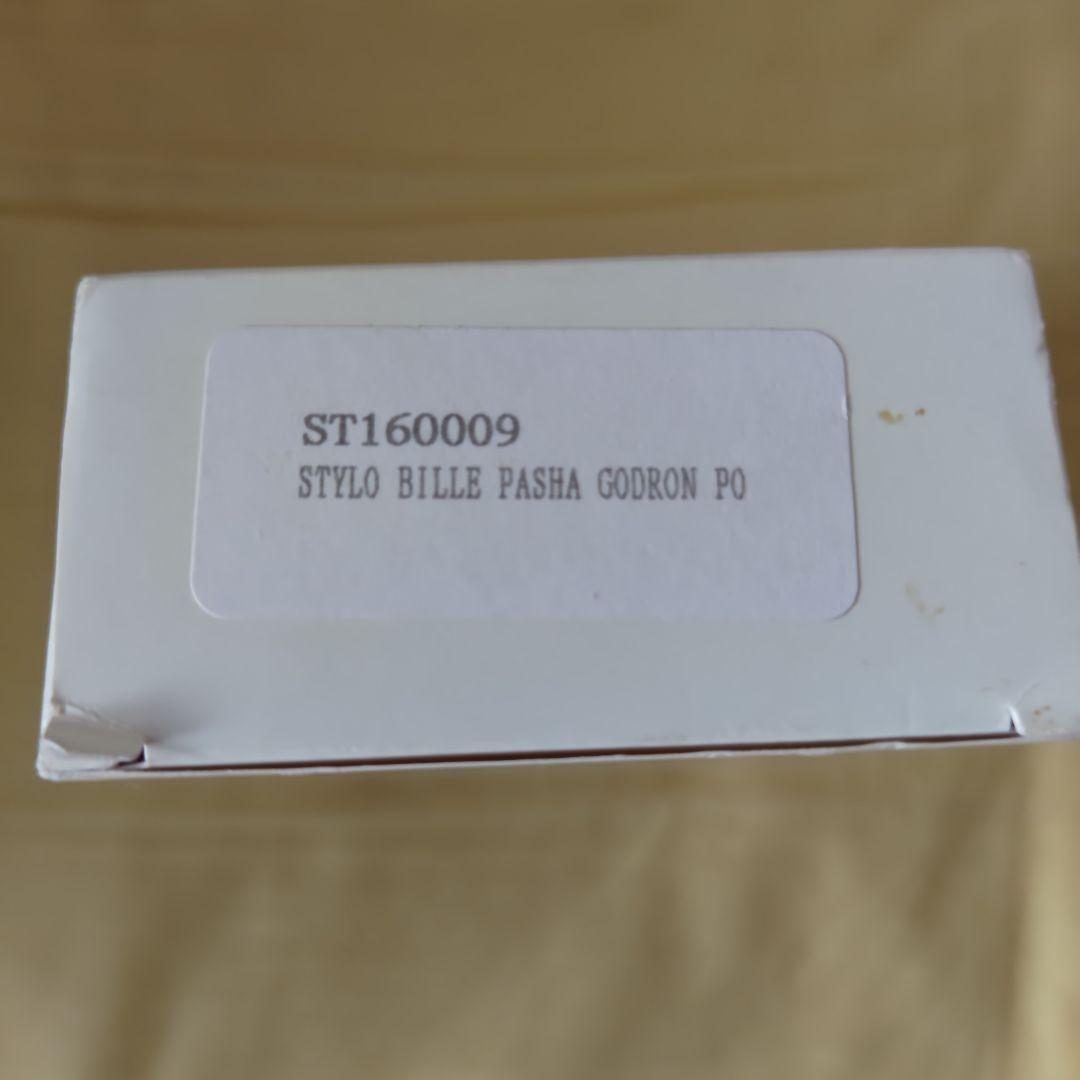 ST160009
STYLO BILLE PASHA GODRON PO